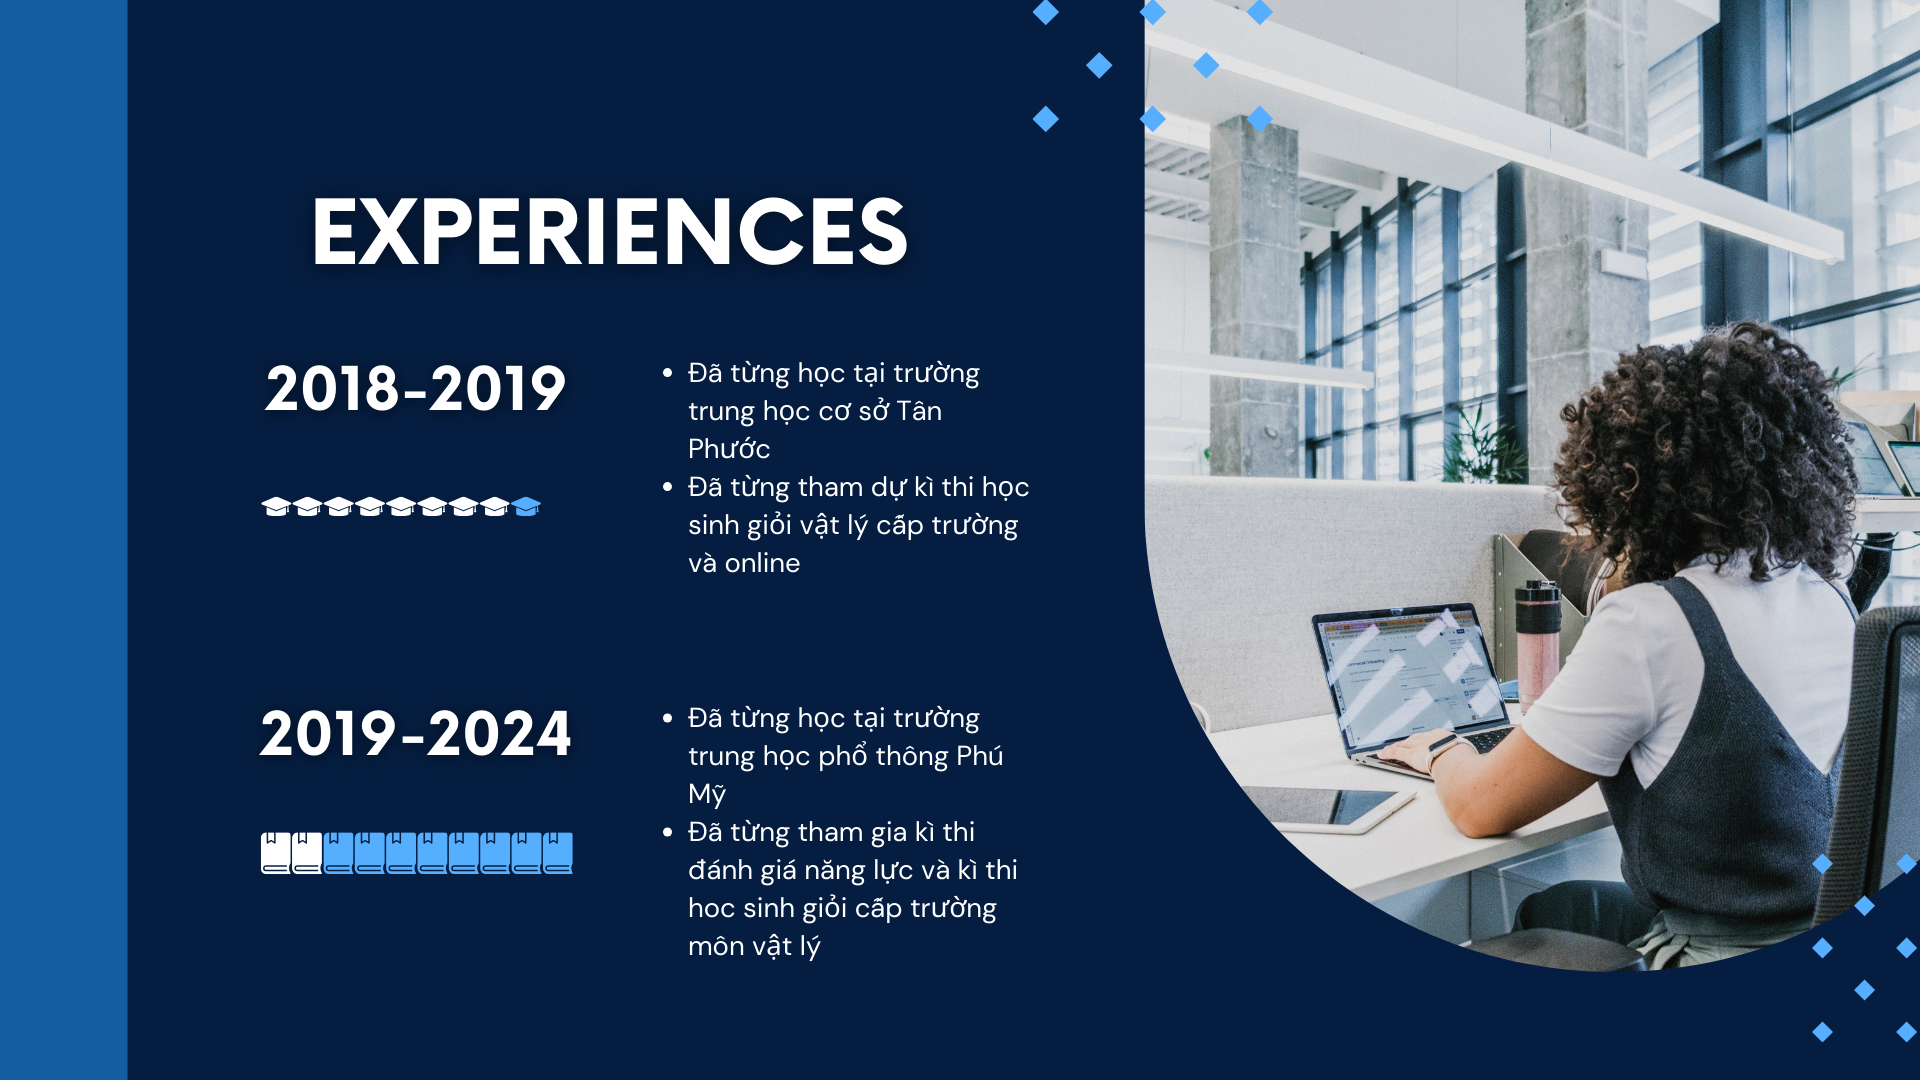 EXPERIENCES
2018-2019
Đã từng học tại trường
trung học cơ sở Tân
Phước
Đã từng tham dự kì thi học
sinh giỏi vật lý cấp trường
và online
2019-2024
Đã từng học tại trường
trung học phổ thông Phú
Mỹ
Đã từng tham gia kì thi
đánh giá năng lực và kì thi
hoc sinh giỏi cấp trường
môn vật lý